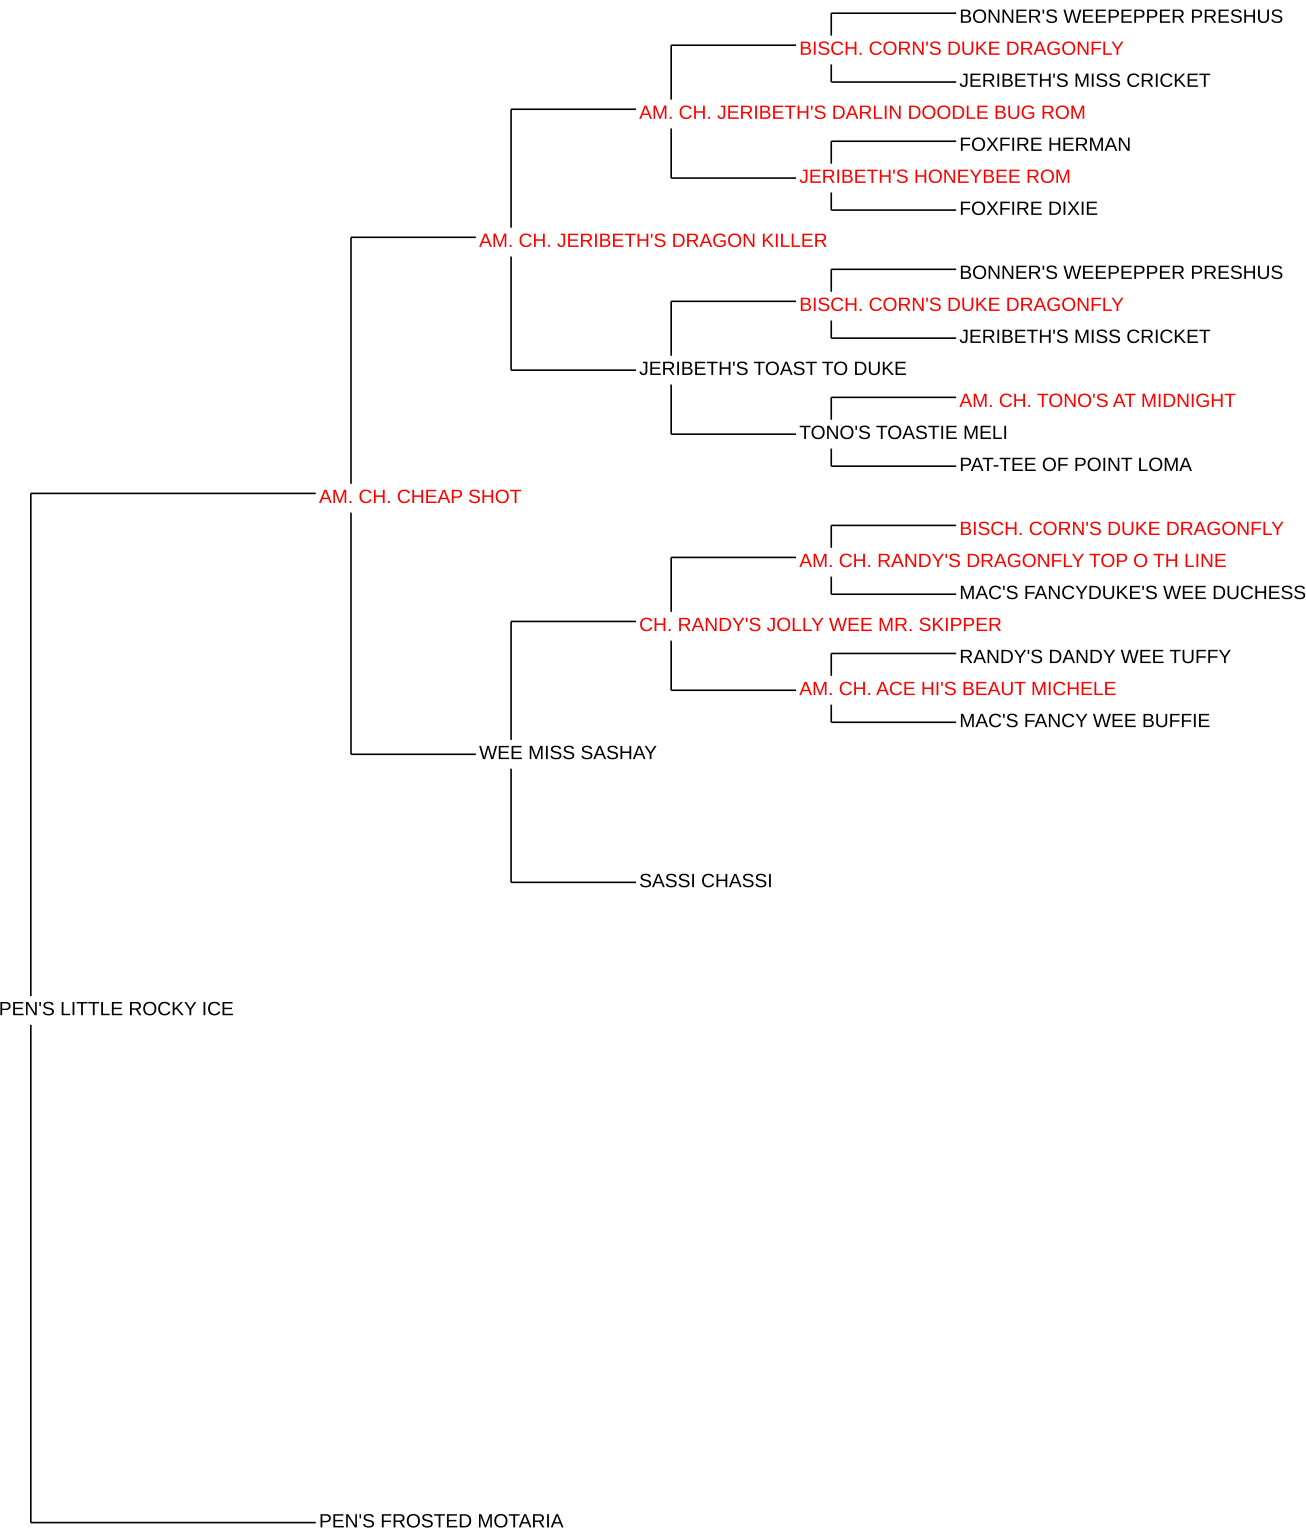 BONNER'S WEEPEPPER PRESHUS
BISCH. CORN'S DUKE DRAGONFLY
JERIBETH'S MISS CRICKET
AM. CH. JERIBETH'S DARLIN DOODLE BUG ROM
FOXFIRE HERMAN
JERIBETH'S HONEYBEE ROM
FOXFIRE DIXIE
AM. CH. JERIBETH'S DRAGON KILLER
BONNER'S WEEPEPPER PRESHUS
BISCH. CORN'S DUKE DRAGONFLY
JERIBETH'S MISS CRICKET
JERIBETH'S TOAST TO DUKE
AM. CH. TONO'S AT MIDNIGHT
TONO'S TOASTIE MELI
PAT-TEE OF POINT LOMA
AM. CH. CHEAP SHOT
BISCH. CORN'S DUKE DRAGONFLY
AM. CH. RANDY'S DRAGONFLY TOP O TH LINE
MAC'S FANCYDUKE'S WEE DUCHESS
CH. RANDY'S JOLLY WEE MR. SKIPPER
RANDY'S DANDY WEE TUFFY
AM. CH. ACE HI'S BEAUT MICHELE
MAC'S FANCY WEE BUFFIE
WEE MISS SASHAY
SASSI CHASSI
PEN'S LITTLE ROCKY ICE
PEN'S FROSTED MOTARIA